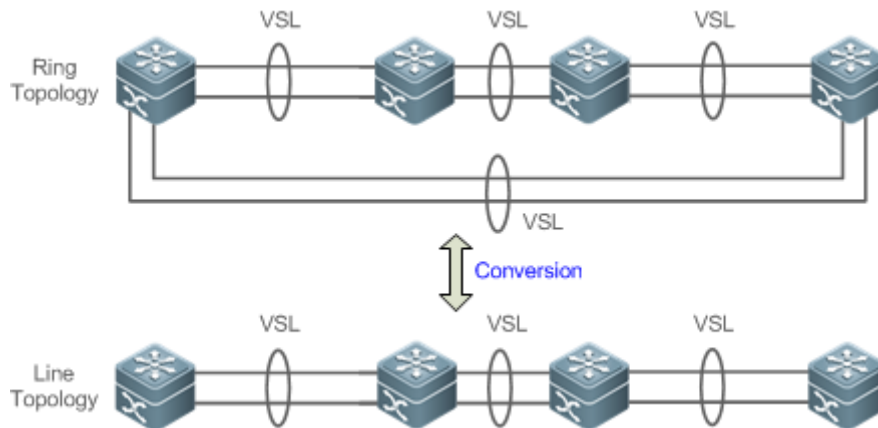 VSL VSL VSL
Ring
Topology
VSL
Conversion
VSL VSL VSL
Line
Topology